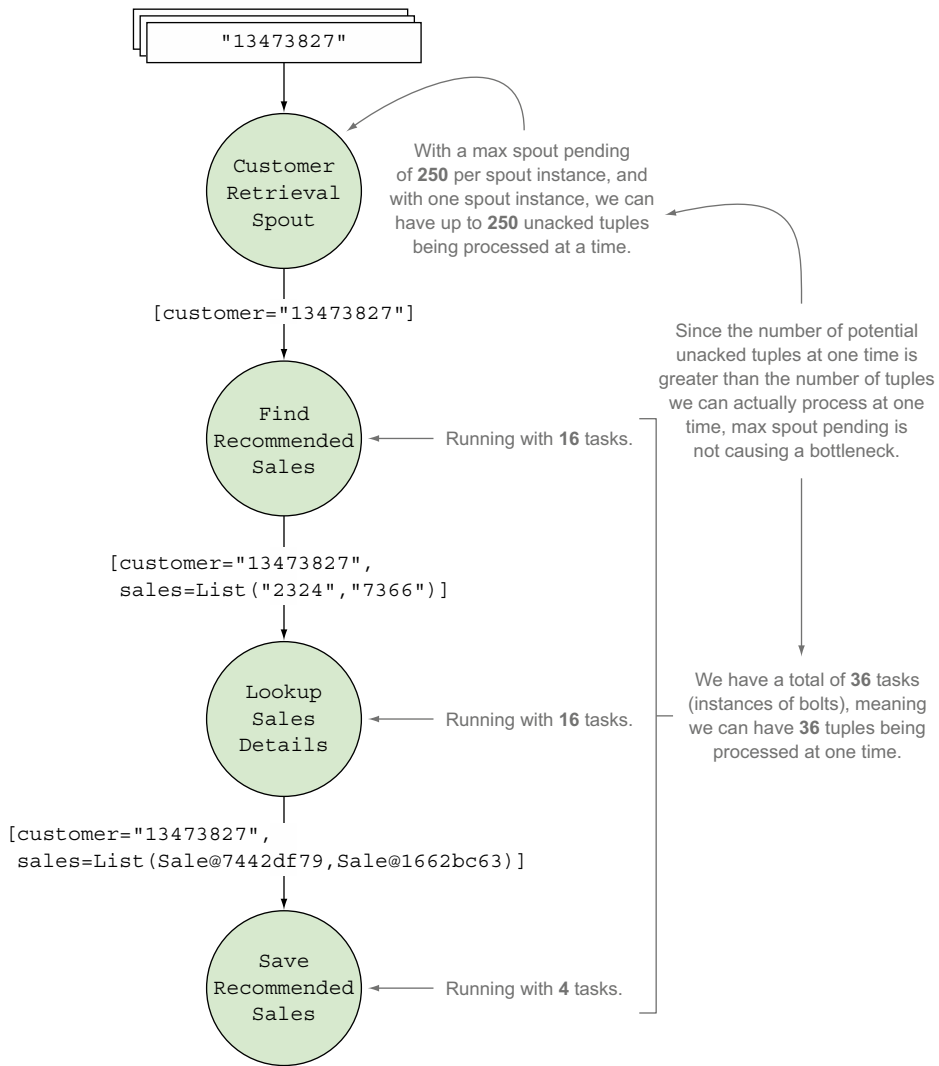 "13473827"
Customer
Retrieval
Spout
With a max spout pending
of 250 per spout instance, and
with one spout instance, we can
have up to 250 unacked tuples
being processed at a time.
[customer="13473827"]
Since the number of potential
unacked tuples at one time is
greater than the number of tuples
we can actually process at one
time, max spout pending is
not causing a bottleneck.
Find
Recommended
Sales
Running with 16 tasks.
[customer="13473827",
sales=List("2324","7366")]
Lookup
Sales
Details
Running with 16 tasks.
We have a total of 36 tasks
(instances of bolts), meaning
we can have 36 tuples being
processed at one time.
[customer="13473827",
sales=List(Sale@7442df79,Sale@1662bc63)]
Save
Recommended
Sales
Running with 4 tasks.